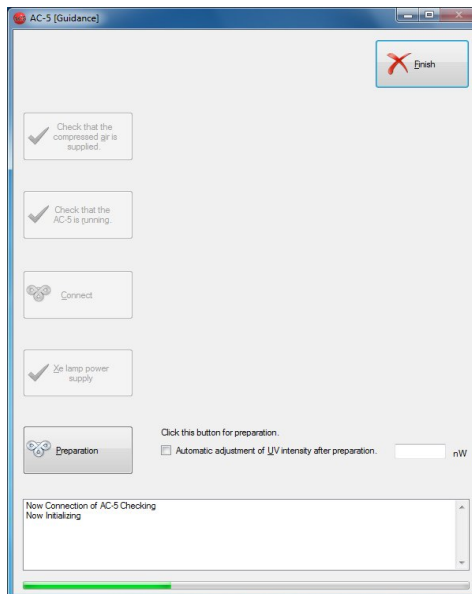 AC-5 [Guidance]
Finish
Check that the
compressed air is
supplied.
Check that the
AC-5 is running.
Connect
Xe lamp power
supply
Click this button for preparation.
Preparation
Automatic adjustment of UV intensity after preparation.
nW
Now Connection of AC-5 Checking
Now Initializing